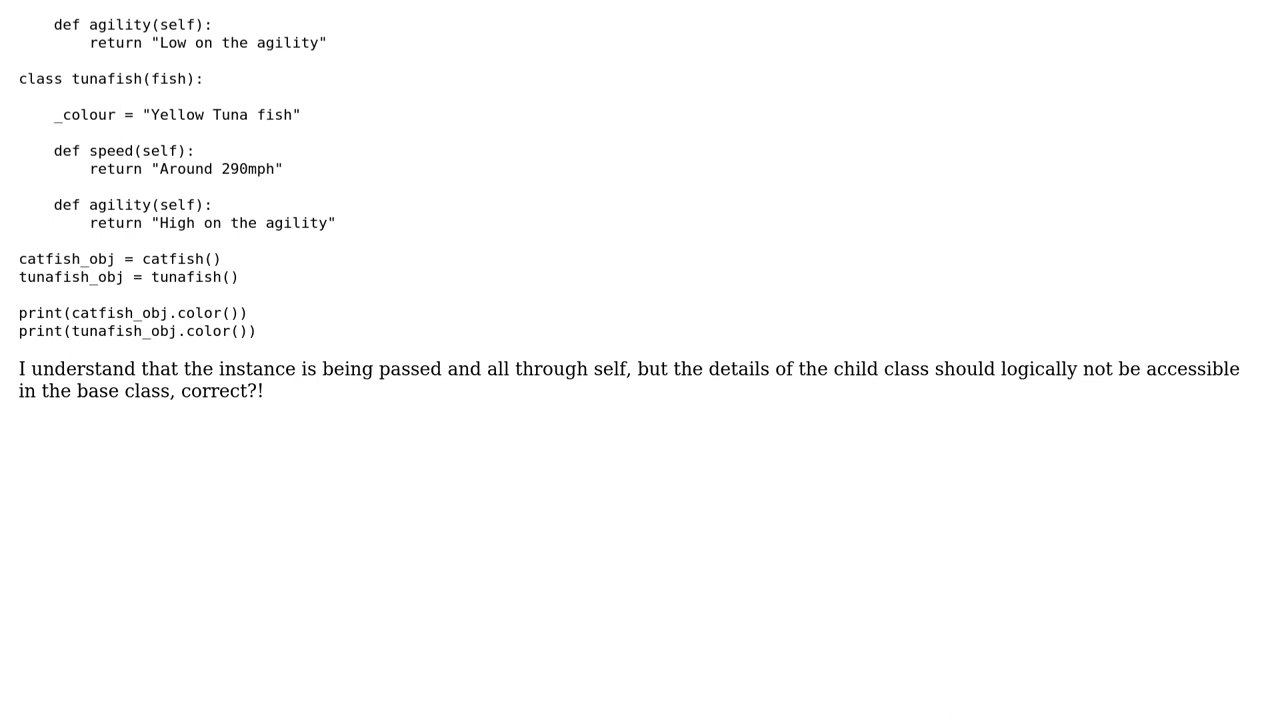 def agility(self):
        return "Low on the agility"

class tunafish(fish):

    _colour = "Yellow Tuna fish"

    def speed(self):
        return "Around 290mph"

    def agility(self):
        return "High on the agility"

catfish_obj = catfish()
tunafish_obj = tunafish()

print(catfish_obj.color())
print(tunafish_obj.color())

I understand that the instance is being passed and all through self, but the details of the child class should logically not be accessible
in the base class, correct?!